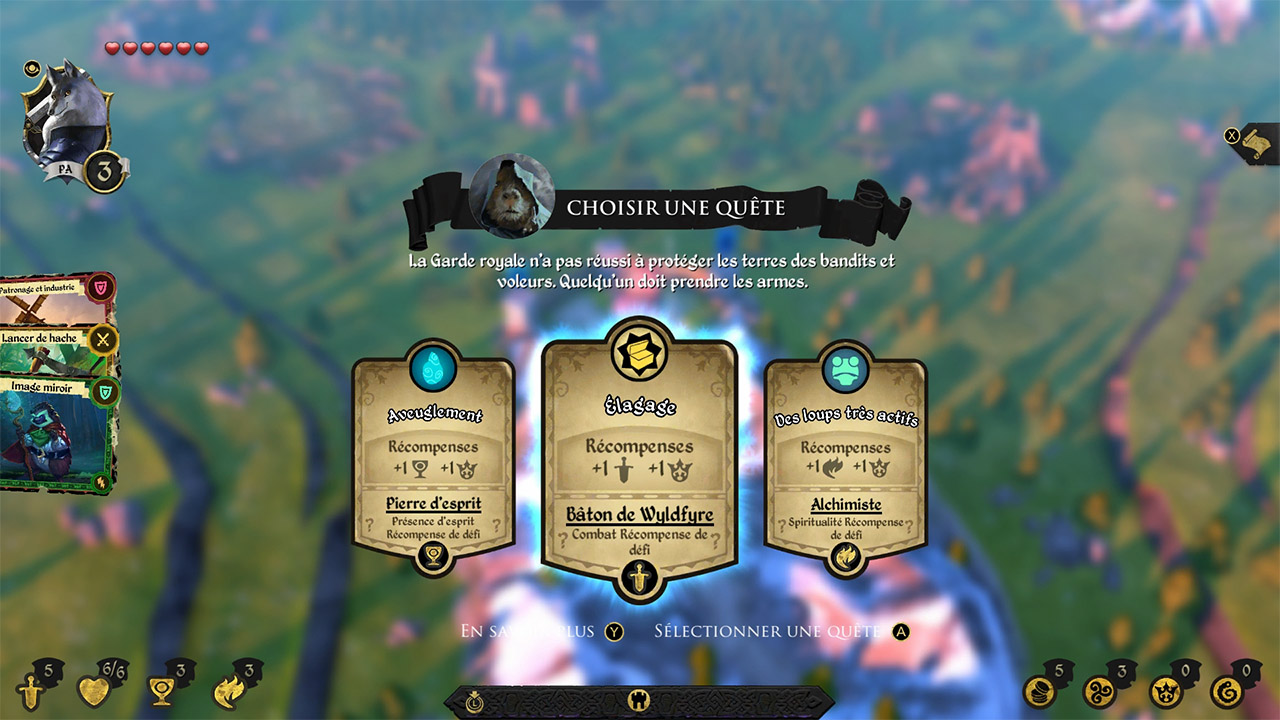 PA
3
X
CHOISIR UNE QUÊTE
La Garde royale n'a pas réussi à protéger les terres des bandits et
voleurs. Quelqu'un doit prendre les armes.
Patronage et industrie
Lancer de hache
Image miroir
Aveuglement
Récompenses
+1 +1
Pierre d'esprit
Présence d'esprit
Récompense de défi
? ?
Élagage
Récompenses
+1 +1
Bâton de Wyldfyre
Combat Récompense de
défi
? ?
Des loups très actifs
Récompenses
+1 +1
Alchimiste
Spiritualité Récompense
de défi
? ?
EN SAVOIR PLUS Y
SÉLECTIONNER UNE QUÊTE A
5 6/6 3 3
5 3 0 0